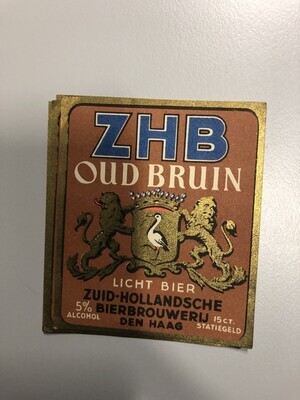 ZHB
OUD BRUIN
LICHT BIER
ZUID-HOLLANDSCHE
BIERBROUWERIJ
DEN HAAG
5%
ALCOHOL
15 CT.
STATIEGELD